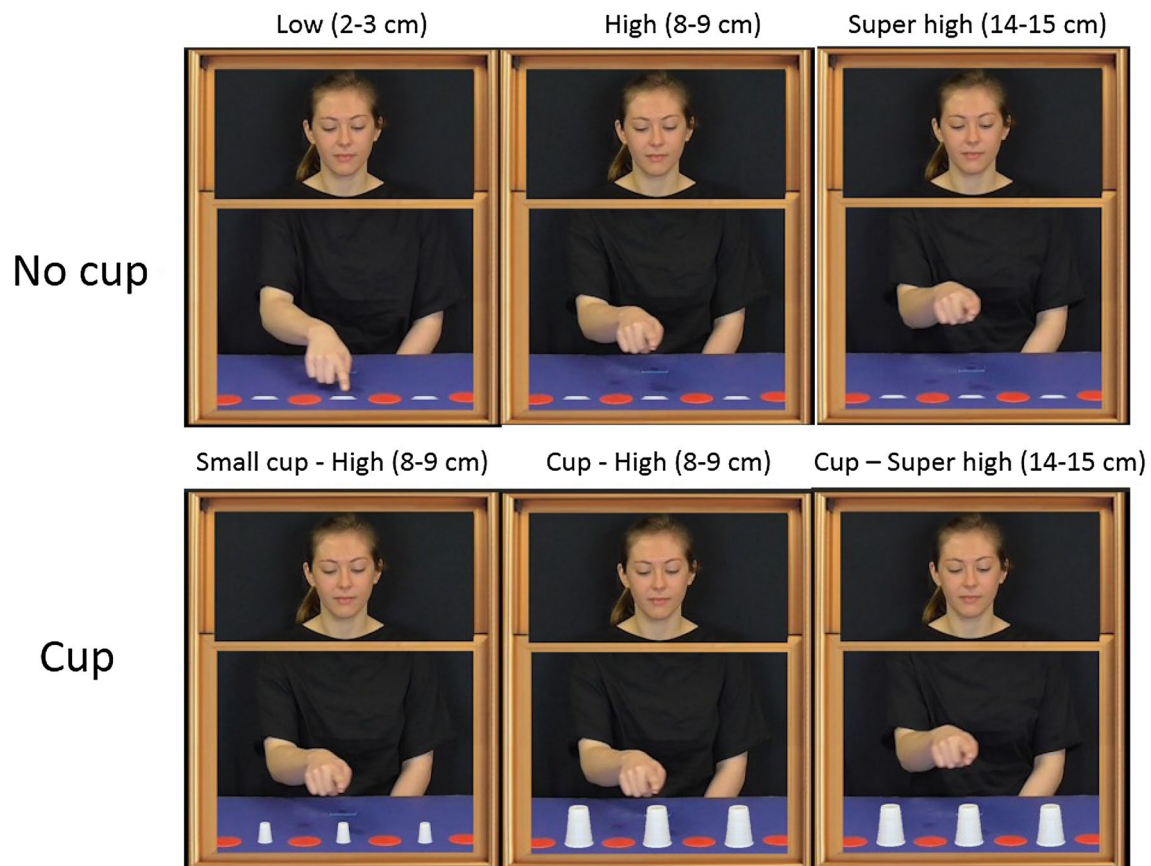 Low (2-3 cm)
High (8-9 cm)
Super high (14-15 cm)
No cup
Small cup - High (8-9 cm)
Cup - High (8-9 cm)
Cup – Super high (14-15 cm)
Cup